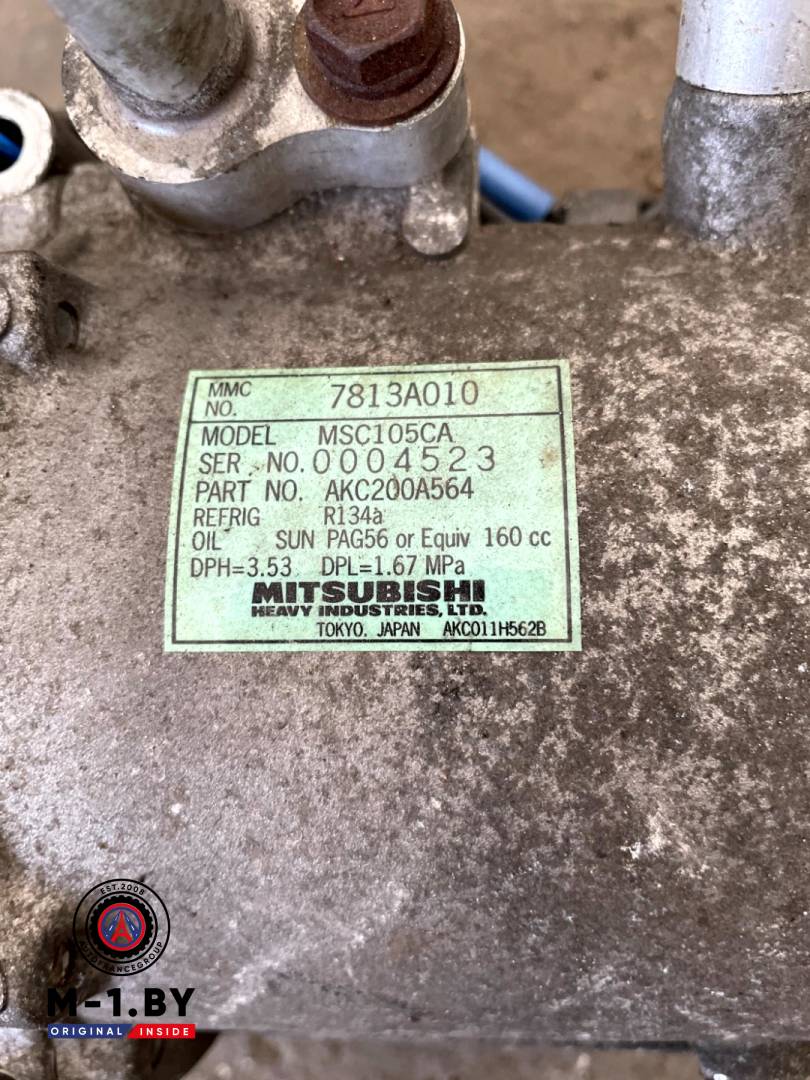 MMC NO. 7813A010
MODEL MSC105CA
SER NO. 0004523
PART NO. AKC200A564
REFRIG R134a
OIL SUN PAG56 or Equiv 160 cc
DPH=3.53 DPL=1.67 MPa
MITSUBISHI
HEAVY INDUSTRIES, LTD.
TOKYO. JAPAN AKC011H562B
EST.2008
AUTOFRANCEGROUP
M-1.BY
ORIGINAL INSIDE